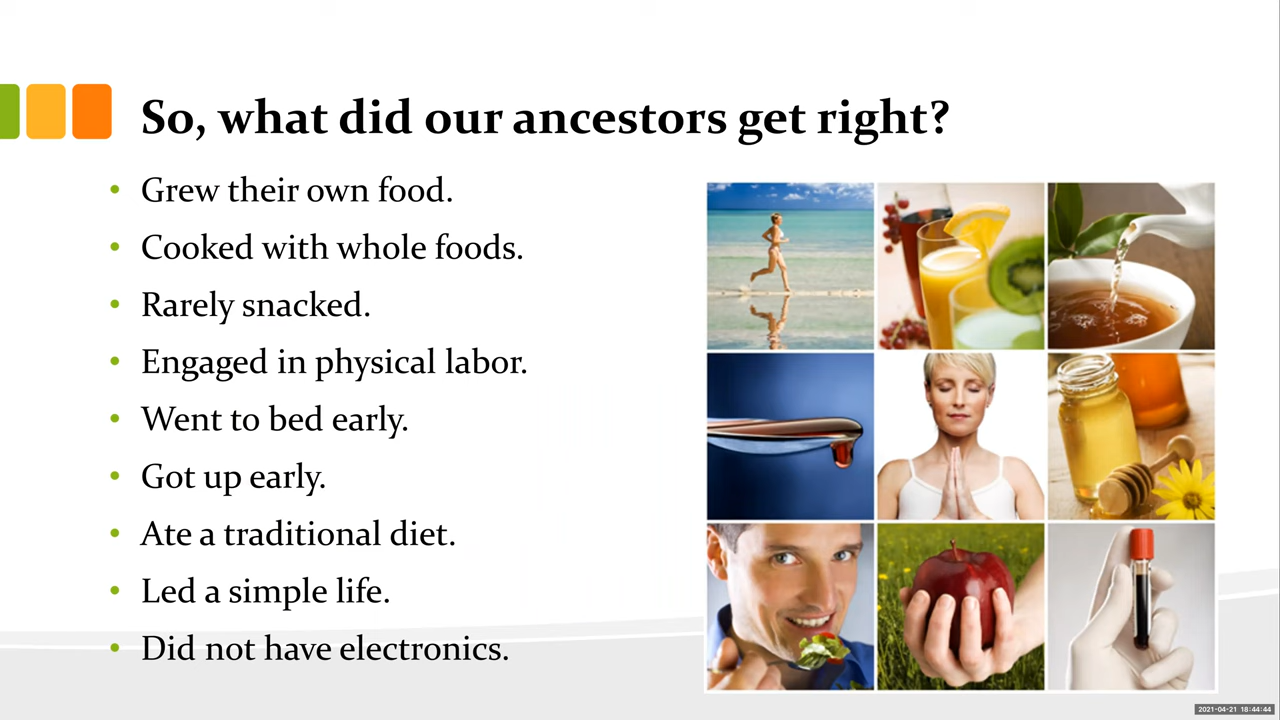 So, what did our ancestors get right?
• Grew their own food.
• Cooked with whole foods.
• Rarely snacked.
• Engaged in physical labor.
• Went to bed early.
• Got up early.
• Ate a traditional diet.
• Led a simple life.
• Did not have electronics.
2021-04-21 18:44:44